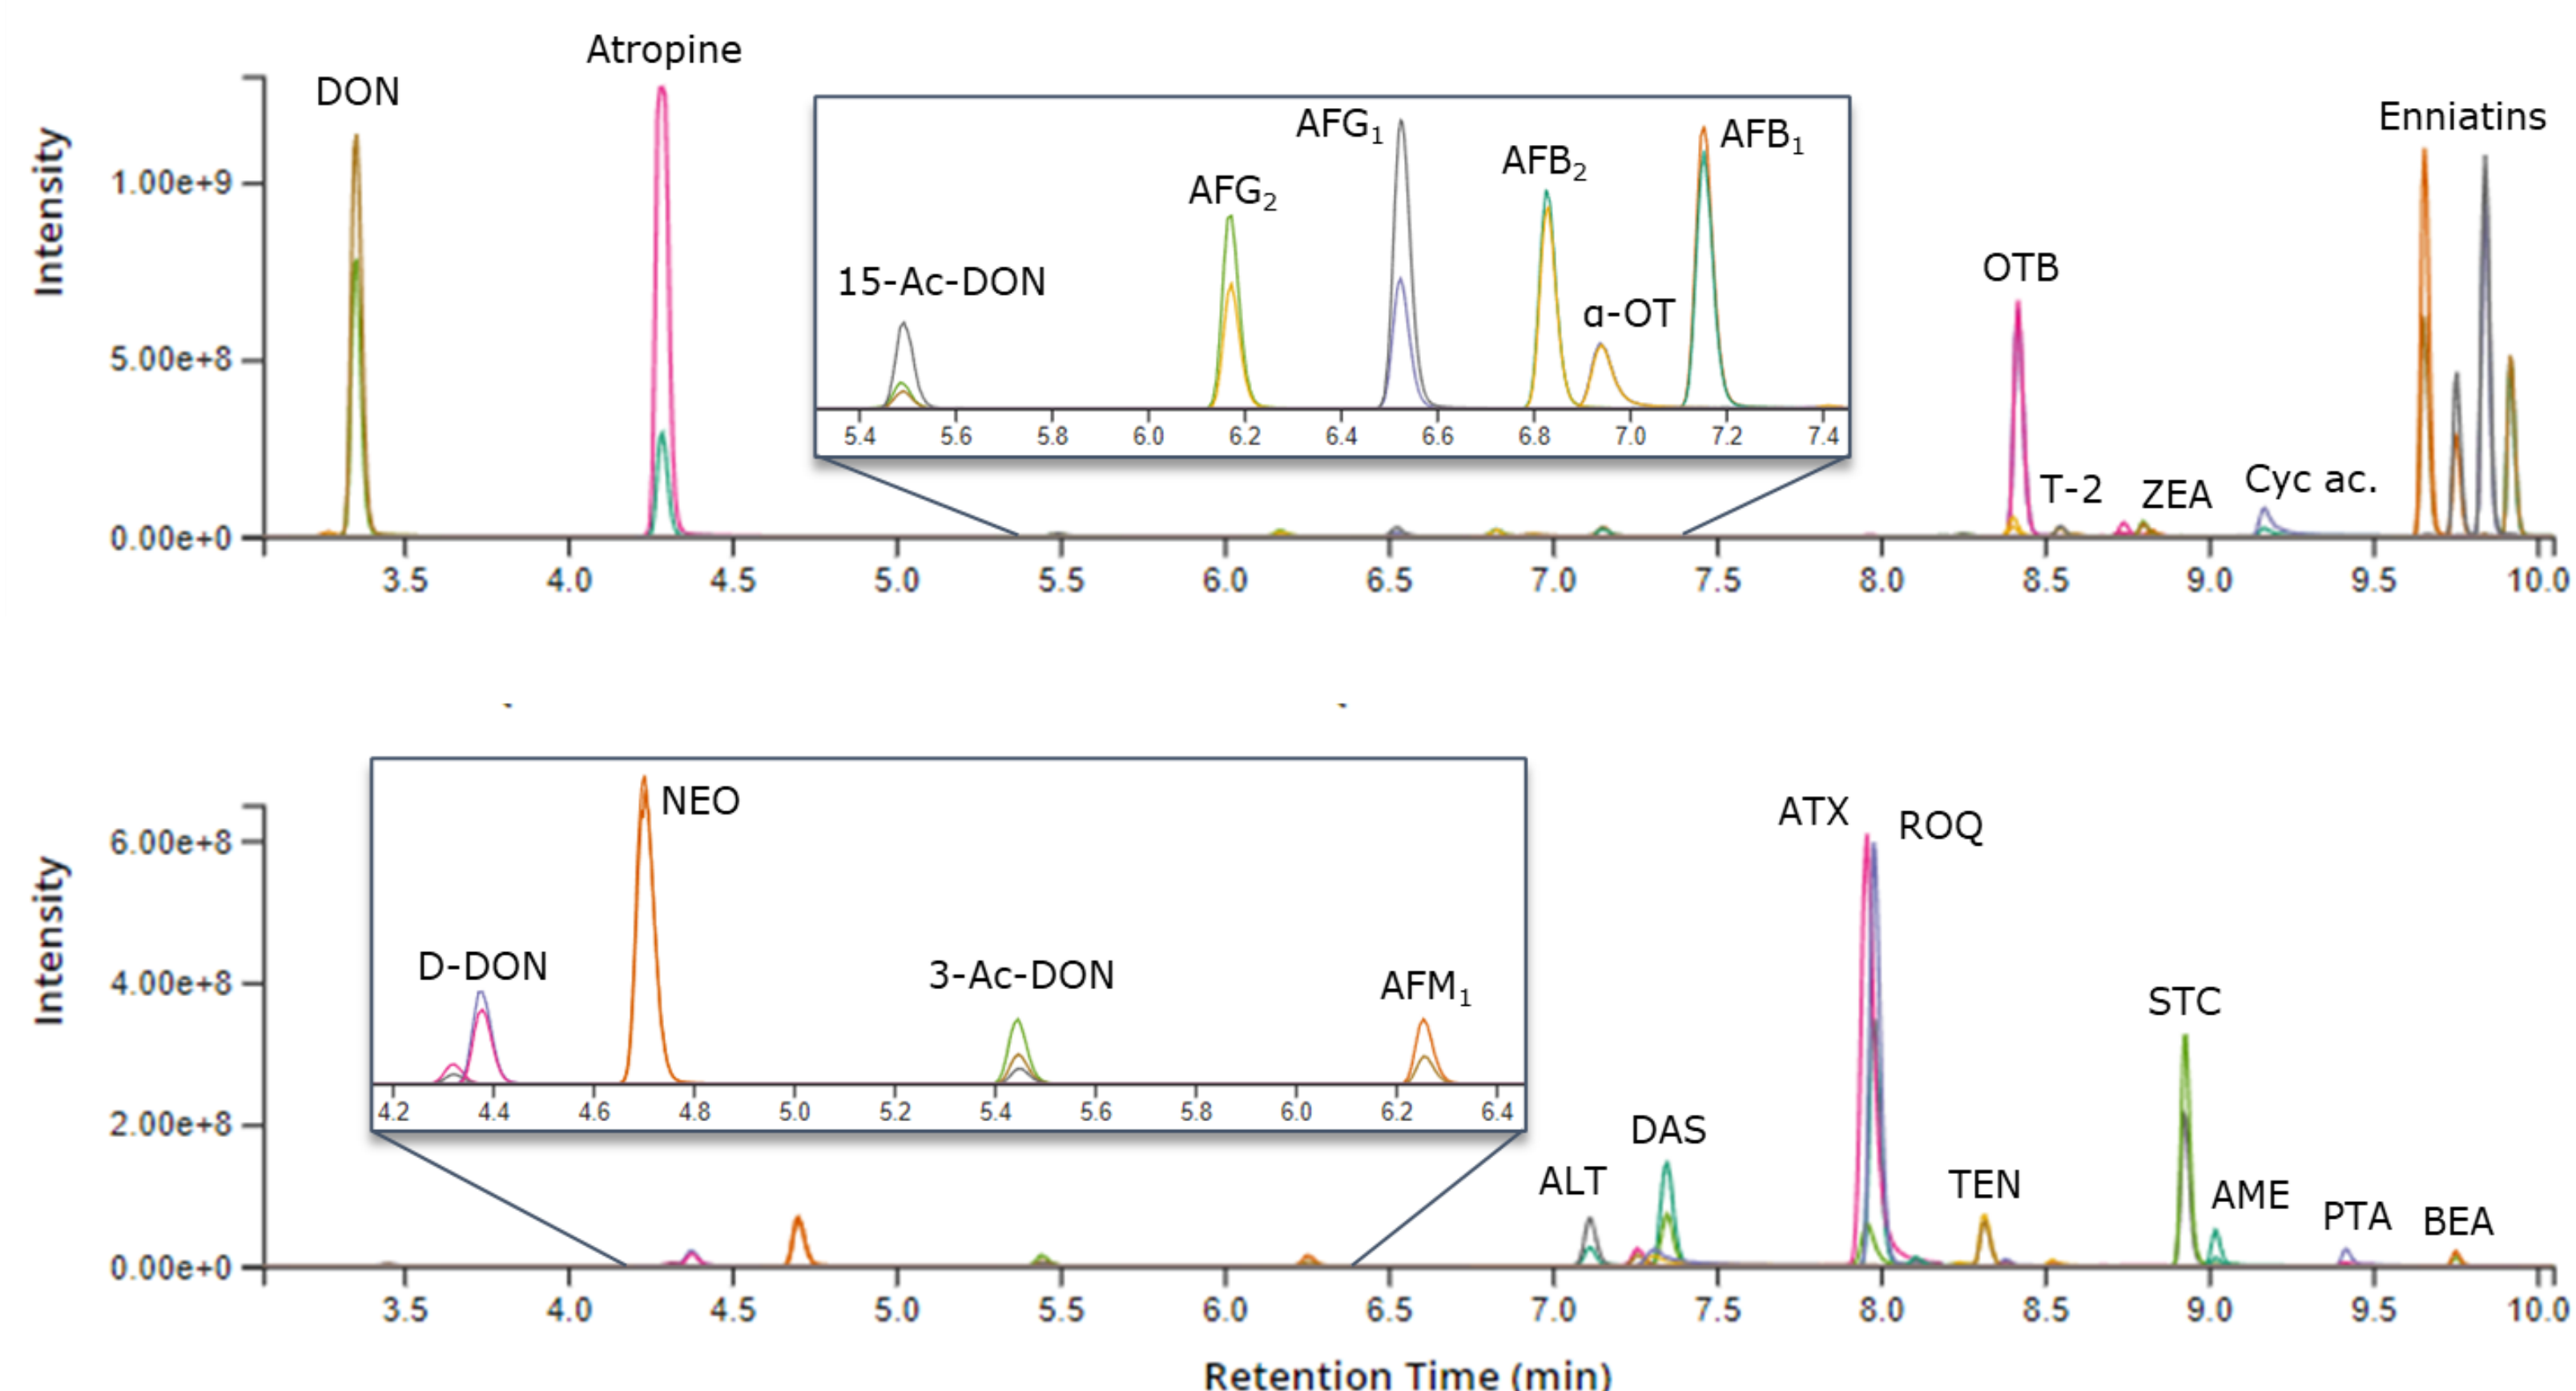 Atropine
DON
Enniatins
AFG₁
AFB₁
AFB₂
AFG₂
15-Ac-DON
α-OT
OTB
T-2
ZEA
Cyc ac.
Intensity
1.00e+9
5.00e+8
0.00e+0
5.4 5.6 5.8 6.0 6.2 6.4 6.6 6.8 7.0 7.2 7.4
3.5 4.0 4.5 5.0 5.5 6.0 6.5 7.0 7.5 8.0 8.5 9.0 9.5 10.0
NEO
ATX
ROQ
D-DON
3-Ac-DON
AFM₁
STC
DAS
ALT
TEN
AME
PTA
BEA
Intensity
6.00e+8
4.00e+8
2.00e+8
0.00e+0
4.2 4.4 4.6 4.8 5.0 5.2 5.4 5.6 5.8 6.0 6.2 6.4
3.5 4.0 4.5 5.0 5.5 6.0 6.5 7.0 7.5 8.0 8.5 9.0 9.5 10.0
Retention Time (min)